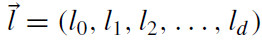 $\vec{l} = (l_0, l_1, l_2, \ldots, l_d)$